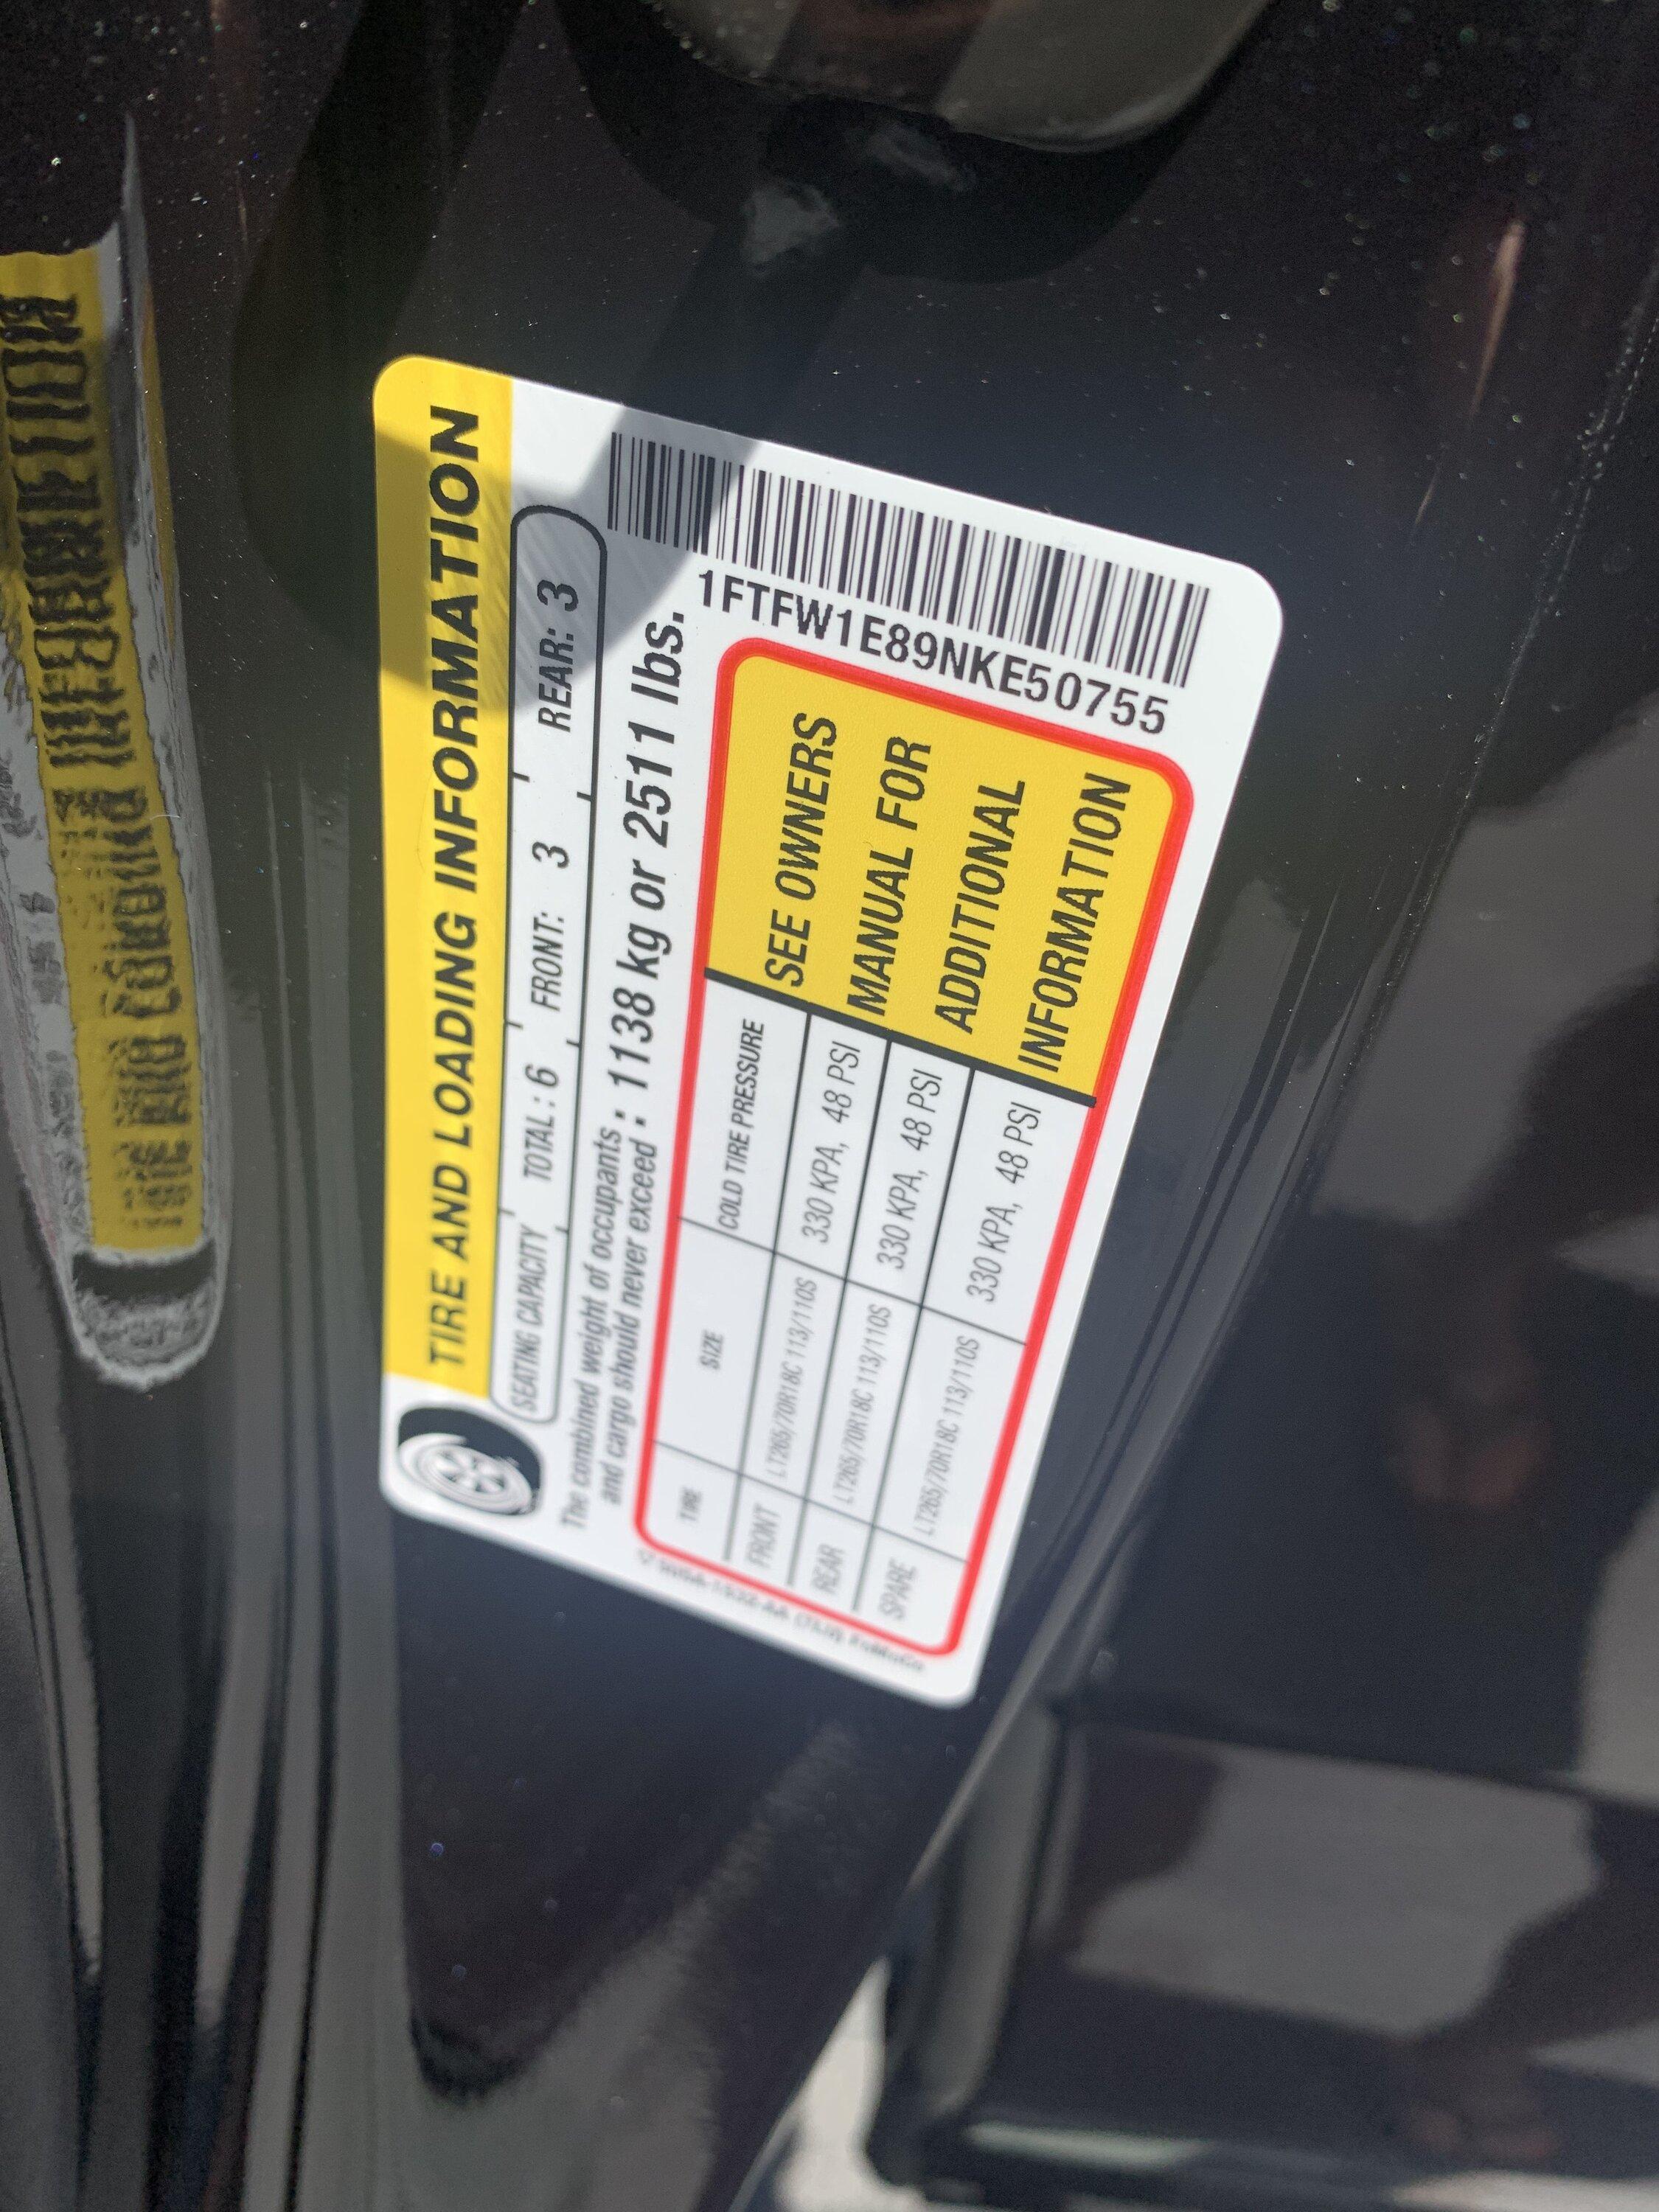 TIRE AND LOADING INFORMATION
SEATING CAPACITY TOTAL : 6 FRONT: 3 REAR: 3
The combined weight of occupants : 1138 kg or 2511 lbs.
and cargo should never exceed :
1FTFW1E89NKE50755
TIRE SIZE COLD TIRE PRESSURE
FRONT LT265/70R18C 113/110S 330 KPA, 48 PSI
REAR LT265/70R18C 113/110S 330 KPA, 48 PSI
SPARE LT265/70R18C 113/110S 330 KPA, 48 PSI
SEE OWNERS
MANUAL FOR
ADDITIONAL
INFORMATION